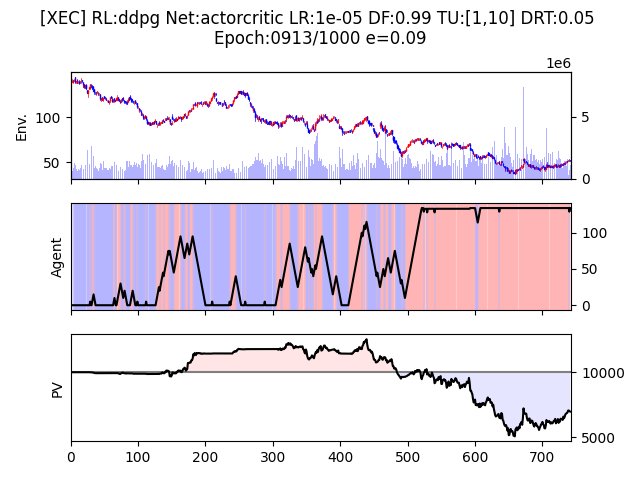 [XEC] RL:ddpg Net:actorcritic LR:1e-05 DF:0.99 TU:[1,10] DRT:0.05
Epoch:0913/1000 e=0.09
1e6
Env.
100
50
5
0
Agent
100
50
0
PV
10000
5000
0 100 200 300 400 500 600 700